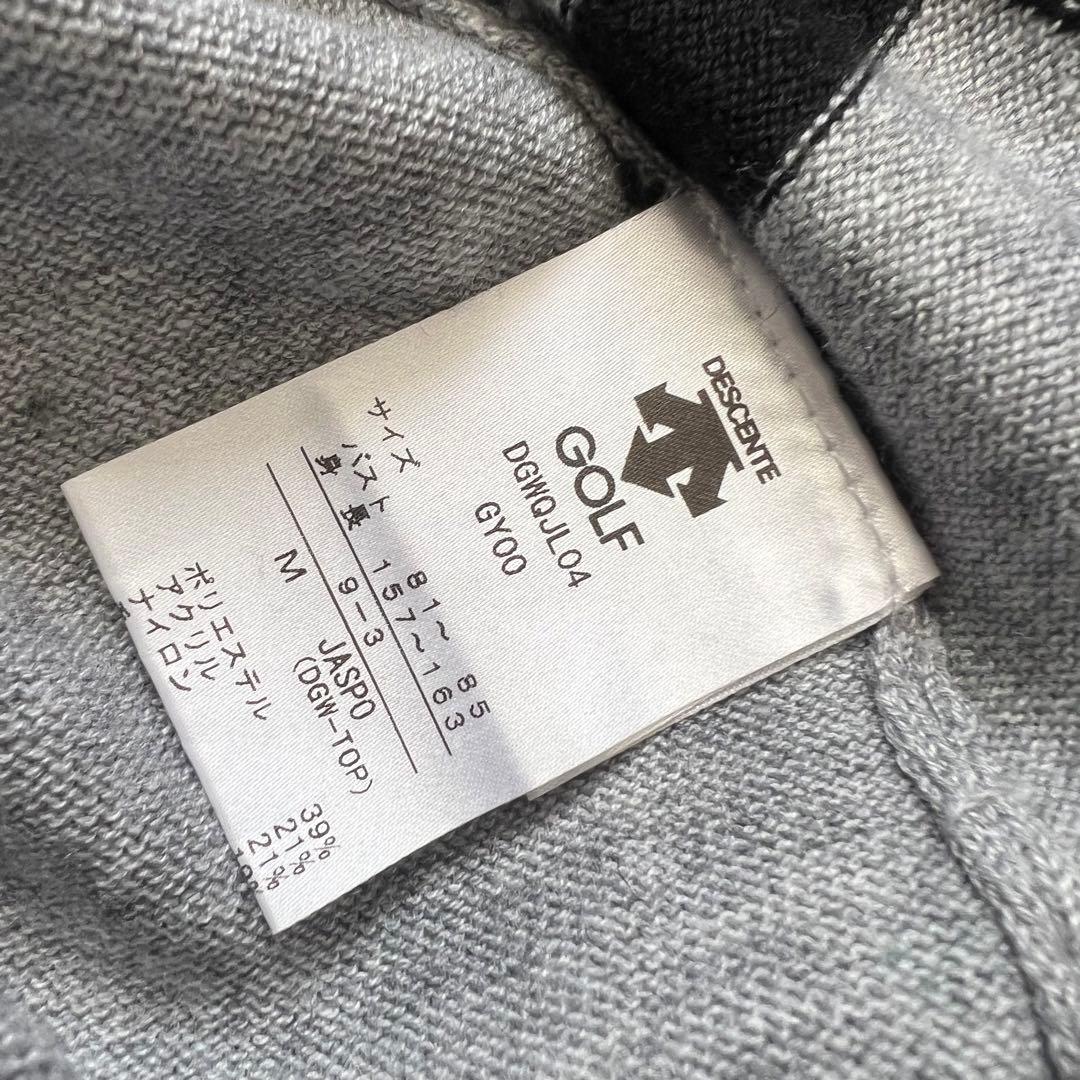 DESCENTE
GOLF
DGWQJL04
GY00
サイズ
バスト 81〜85
身長 157〜163
9-3
M JASPO
(DGW-TOP)
ポリエステル 39%
アクリル 21%
ナイロン 21%